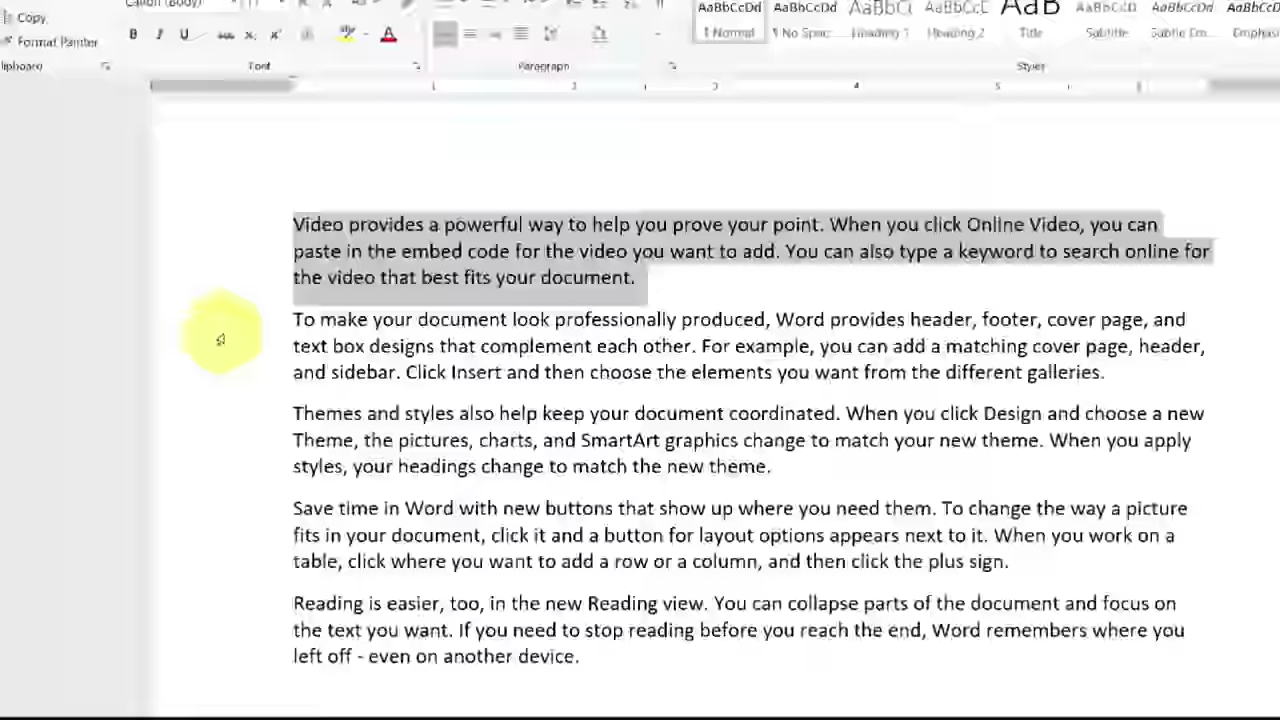 Copy
AaBbCcDd AaBbCcDd AaBbC( AaBbCcC AaB AaBbCcD AaBbCcDd AaBbCcDd
Format Painter
B I U
Normal No Spac... Heading 1 Heading 2 Title Subtitle Subtle Em... Emphasi
lipboard Font Paragraph Styles
1 2 3 4 5
Video provides a powerful way to help you prove your point. When you click Online Video, you can
paste in the embed code for the video you want to add. You can also type a keyword to search online for
the video that best fits your document.
To make your document look professionally produced, Word provides header, footer, cover page, and
text box designs that complement each other. For example, you can add a matching cover page, header,
and sidebar. Click Insert and then choose the elements you want from the different galleries.
Themes and styles also help keep your document coordinated. When you click Design and choose a new
Theme, the pictures, charts, and SmartArt graphics change to match your new theme. When you apply
styles, your headings change to match the new theme.
Save time in Word with new buttons that show up where you need them. To change the way a picture
fits in your document, click it and a button for layout options appears next to it. When you work on a
table, click where you want to add a row or a column, and then click the plus sign.
Reading is easier, too, in the new Reading view. You can collapse parts of the document and focus on
the text you want. If you need to stop reading before you reach the end, Word remembers where you
left off - even on another device.